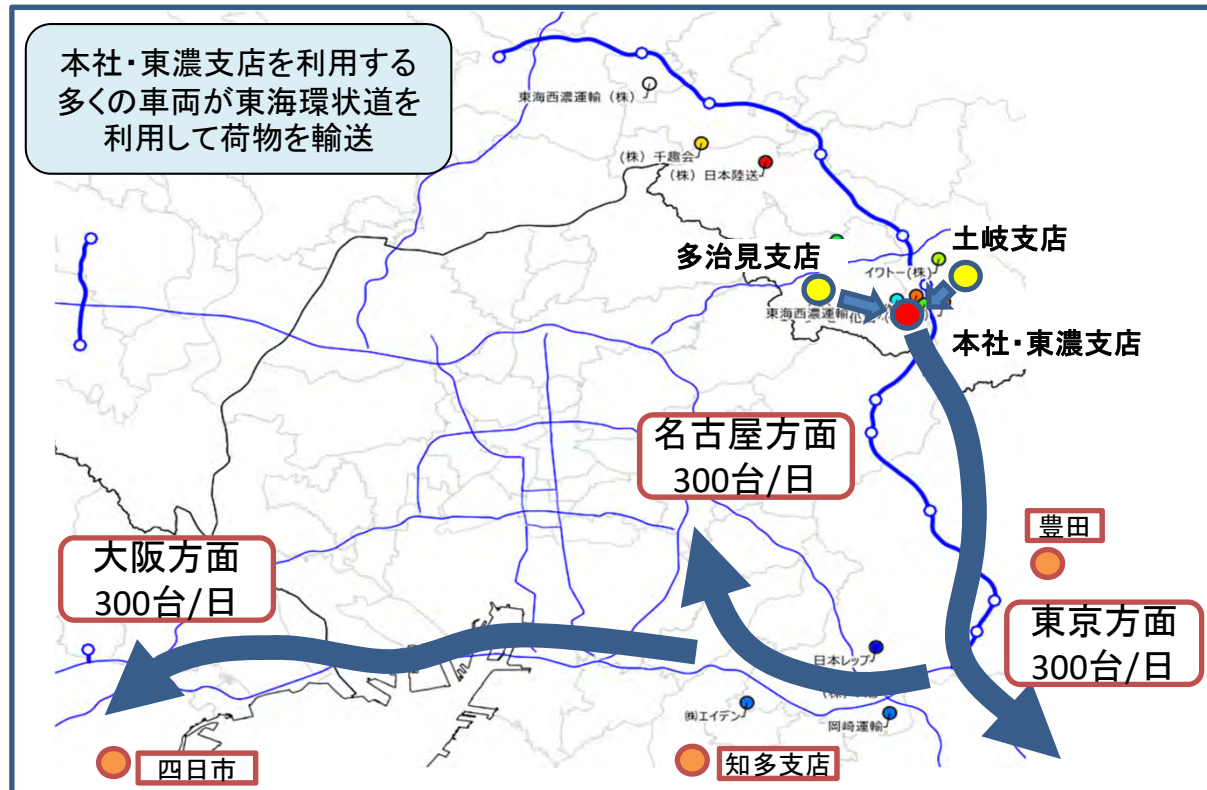 本社・東濃支店を利用する
多くの車両が東海環状道を
利用して荷物を輸送
東海西濃運輸(株)
(株)千趣会
(株)日本陸送
多治見支店
土岐支店
イワトー(株)
東海西濃運輸
本社・東濃支店
名古屋方面
300台/日
大阪方面
300台/日
豊田
東京方面
300台/日
日本レップ
㈱エイデン
岡崎運輸
四日市
知多支店